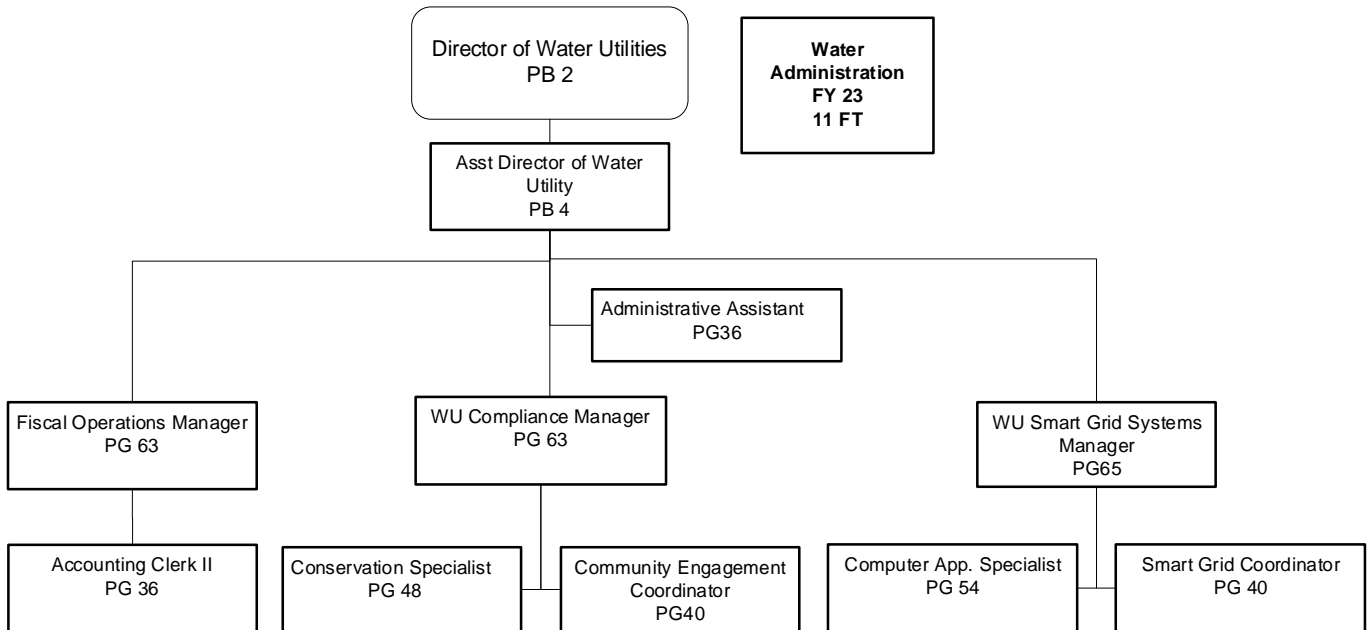 Director of Water Utilities
PB 2
Water
Administration
FY 23
11 FT
Asst Director of Water
Utility
PB 4
Administrative Assistant
PG36
Fiscal Operations Manager
PG 63
WU Compliance Manager
PG 63
WU Smart Grid Systems
Manager
PG65
Accounting Clerk II
PG 36
Conservation Specialist
PG 48
Community Engagement
Coordinator
PG40
Computer App. Specialist
PG 54
Smart Grid Coordinator
PG 40